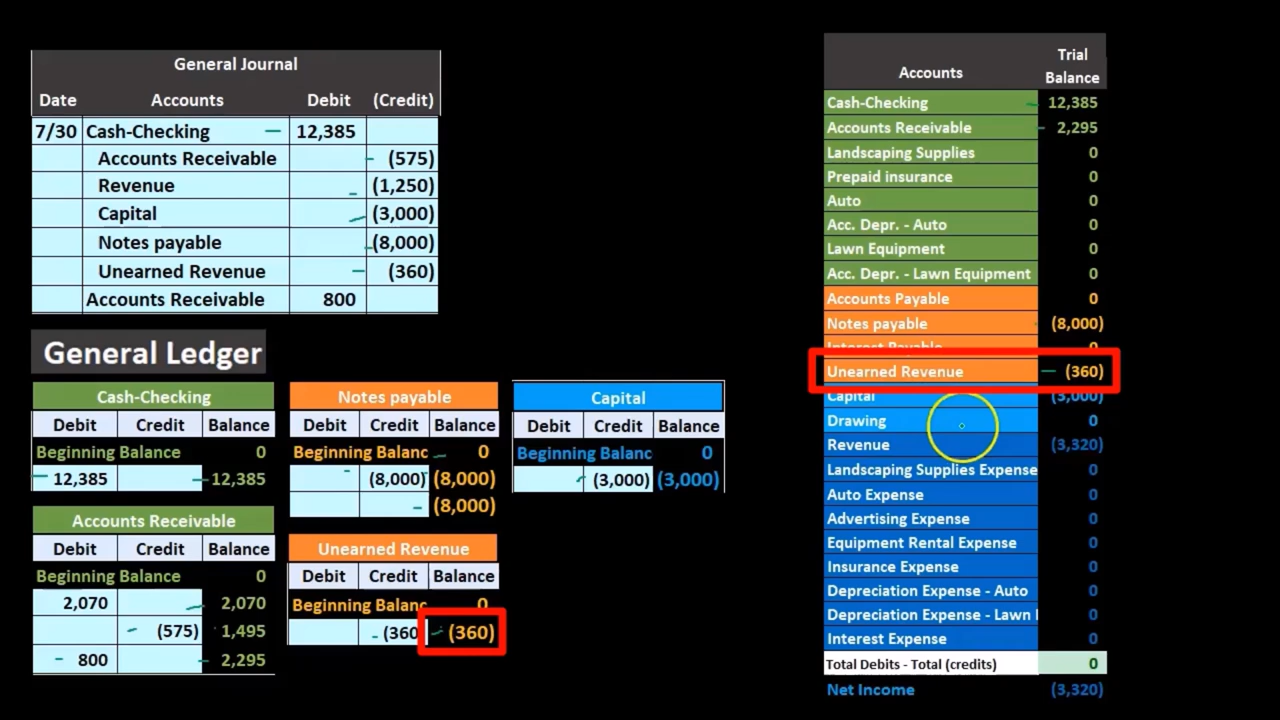 General Journal
Date Accounts Debit (Credit)
7/30 Cash-Checking 12,385
Accounts Receivable (575)
Revenue (1,250)
Capital (3,000)
Notes payable (8,000)
Unearned Revenue (360)
Accounts Receivable 800
General Ledger
Cash-Checking
Debit Credit Balance
Beginning Balance 0
12,385 12,385
Accounts Receivable
Debit Credit Balance
Beginning Balance 0
2,070 2,070
(575) 1,495
800 2,295
Notes payable
Debit Credit Balance
Beginning Balanc 0
(8,000) (8,000)
(8,000)
Unearned Revenue
Debit Credit Balance
Beginning Balanc 0
(360 (360)
Capital
Debit Credit Balance
Beginning Balanc 0
(3,000) (3,000)
Trial
Accounts Balance
Cash-Checking 12,385
Accounts Receivable 2,295
Landscaping Supplies 0
Prepaid insurance 0
Auto 0
Acc. Depr. - Auto 0
Lawn Equipment 0
Acc. Depr. - Lawn Equipment 0
Accounts Payable 0
Notes payable (8,000)
Interest Payable 0
Unearned Revenue (360)
Capital (3,000)
Drawing 0
Revenue (3,320)
Landscaping Supplies Expense 0
Auto Expense 0
Advertising Expense 0
Equipment Rental Expense 0
Insurance Expense 0
Depreciation Expense - Auto 0
Depreciation Expense - Lawn 0
Interest Expense 0
Total Debits - Total (credits) 0
Net Income (3,320)